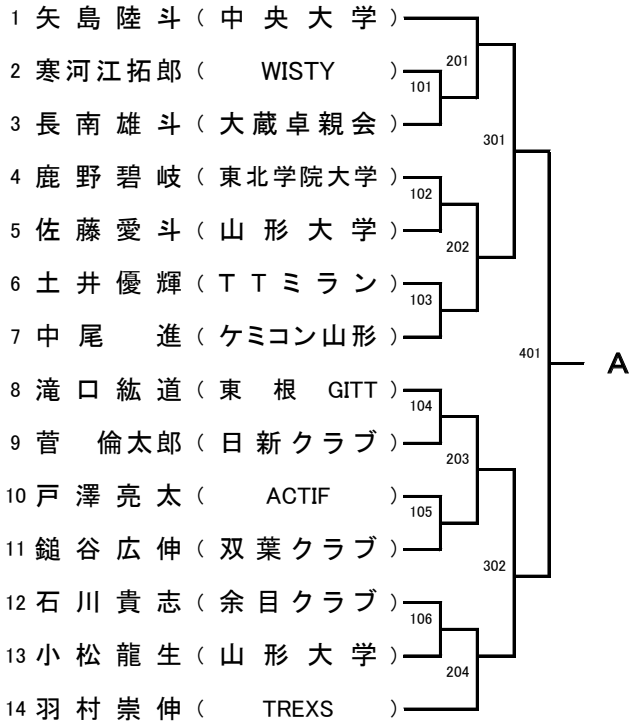 1 矢島陸斗(中央大学)
2 寒河江拓郎(WISTY)
3 長南雄斗(大蔵卓親会)
4 鹿野碧岐(東北学院大学)
5 佐藤愛斗(山形大学)
6 土井優輝(TTミラン)
7 中尾 進(ケミコン山形)
8 滝口紘道(東根 GITT)
9 菅 倫太郎(日新クラブ)
10 戸澤亮太(ACTIF)
11 鎚谷広伸(双葉クラブ)
12 石川貴志(余目クラブ)
13 小松龍生(山形大学)
14 羽村崇伸(TREXS)
101
102
103
104
105
106
201
202
203
204
301
302
401
A